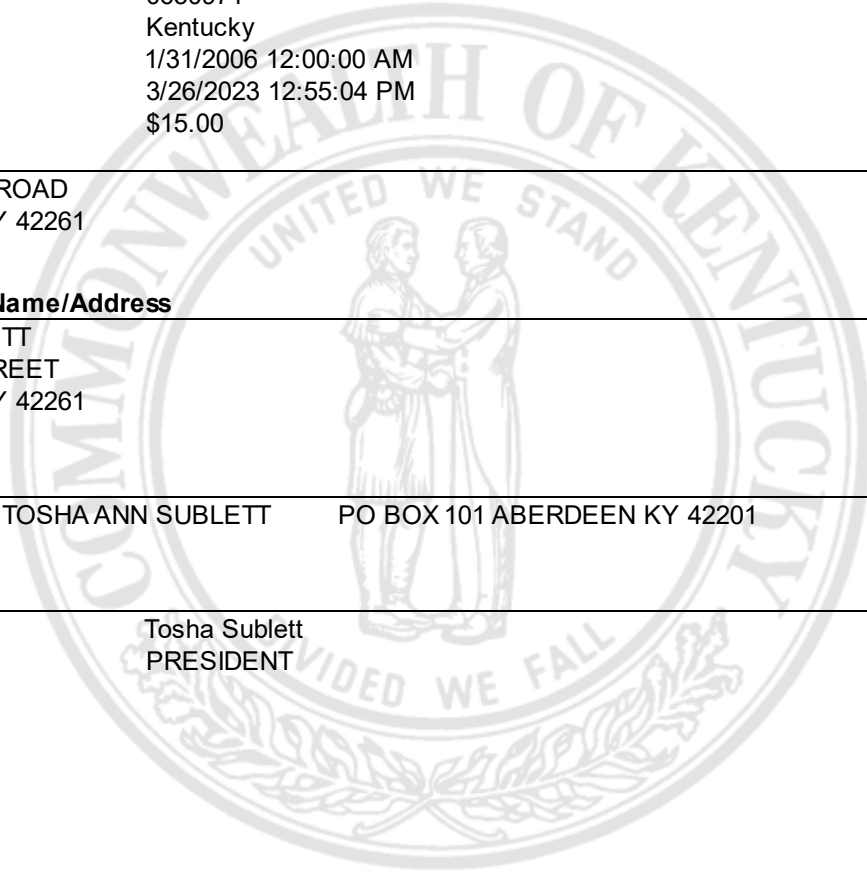 Kentucky
1/31/2006 12:00:00 AM
3/26/2023 12:55:04 PM
$15.00
ROAD
42261
Name/Address
TT
REET
42261
TOSHA ANN SUBLETT PO BOX 101 ABERDEEN KY 42201
Tosha Sublett
PRESIDENT
COMMONWEALTH OF KENTUCKY
UNITED WE STAND
DIVIDED WE FALL